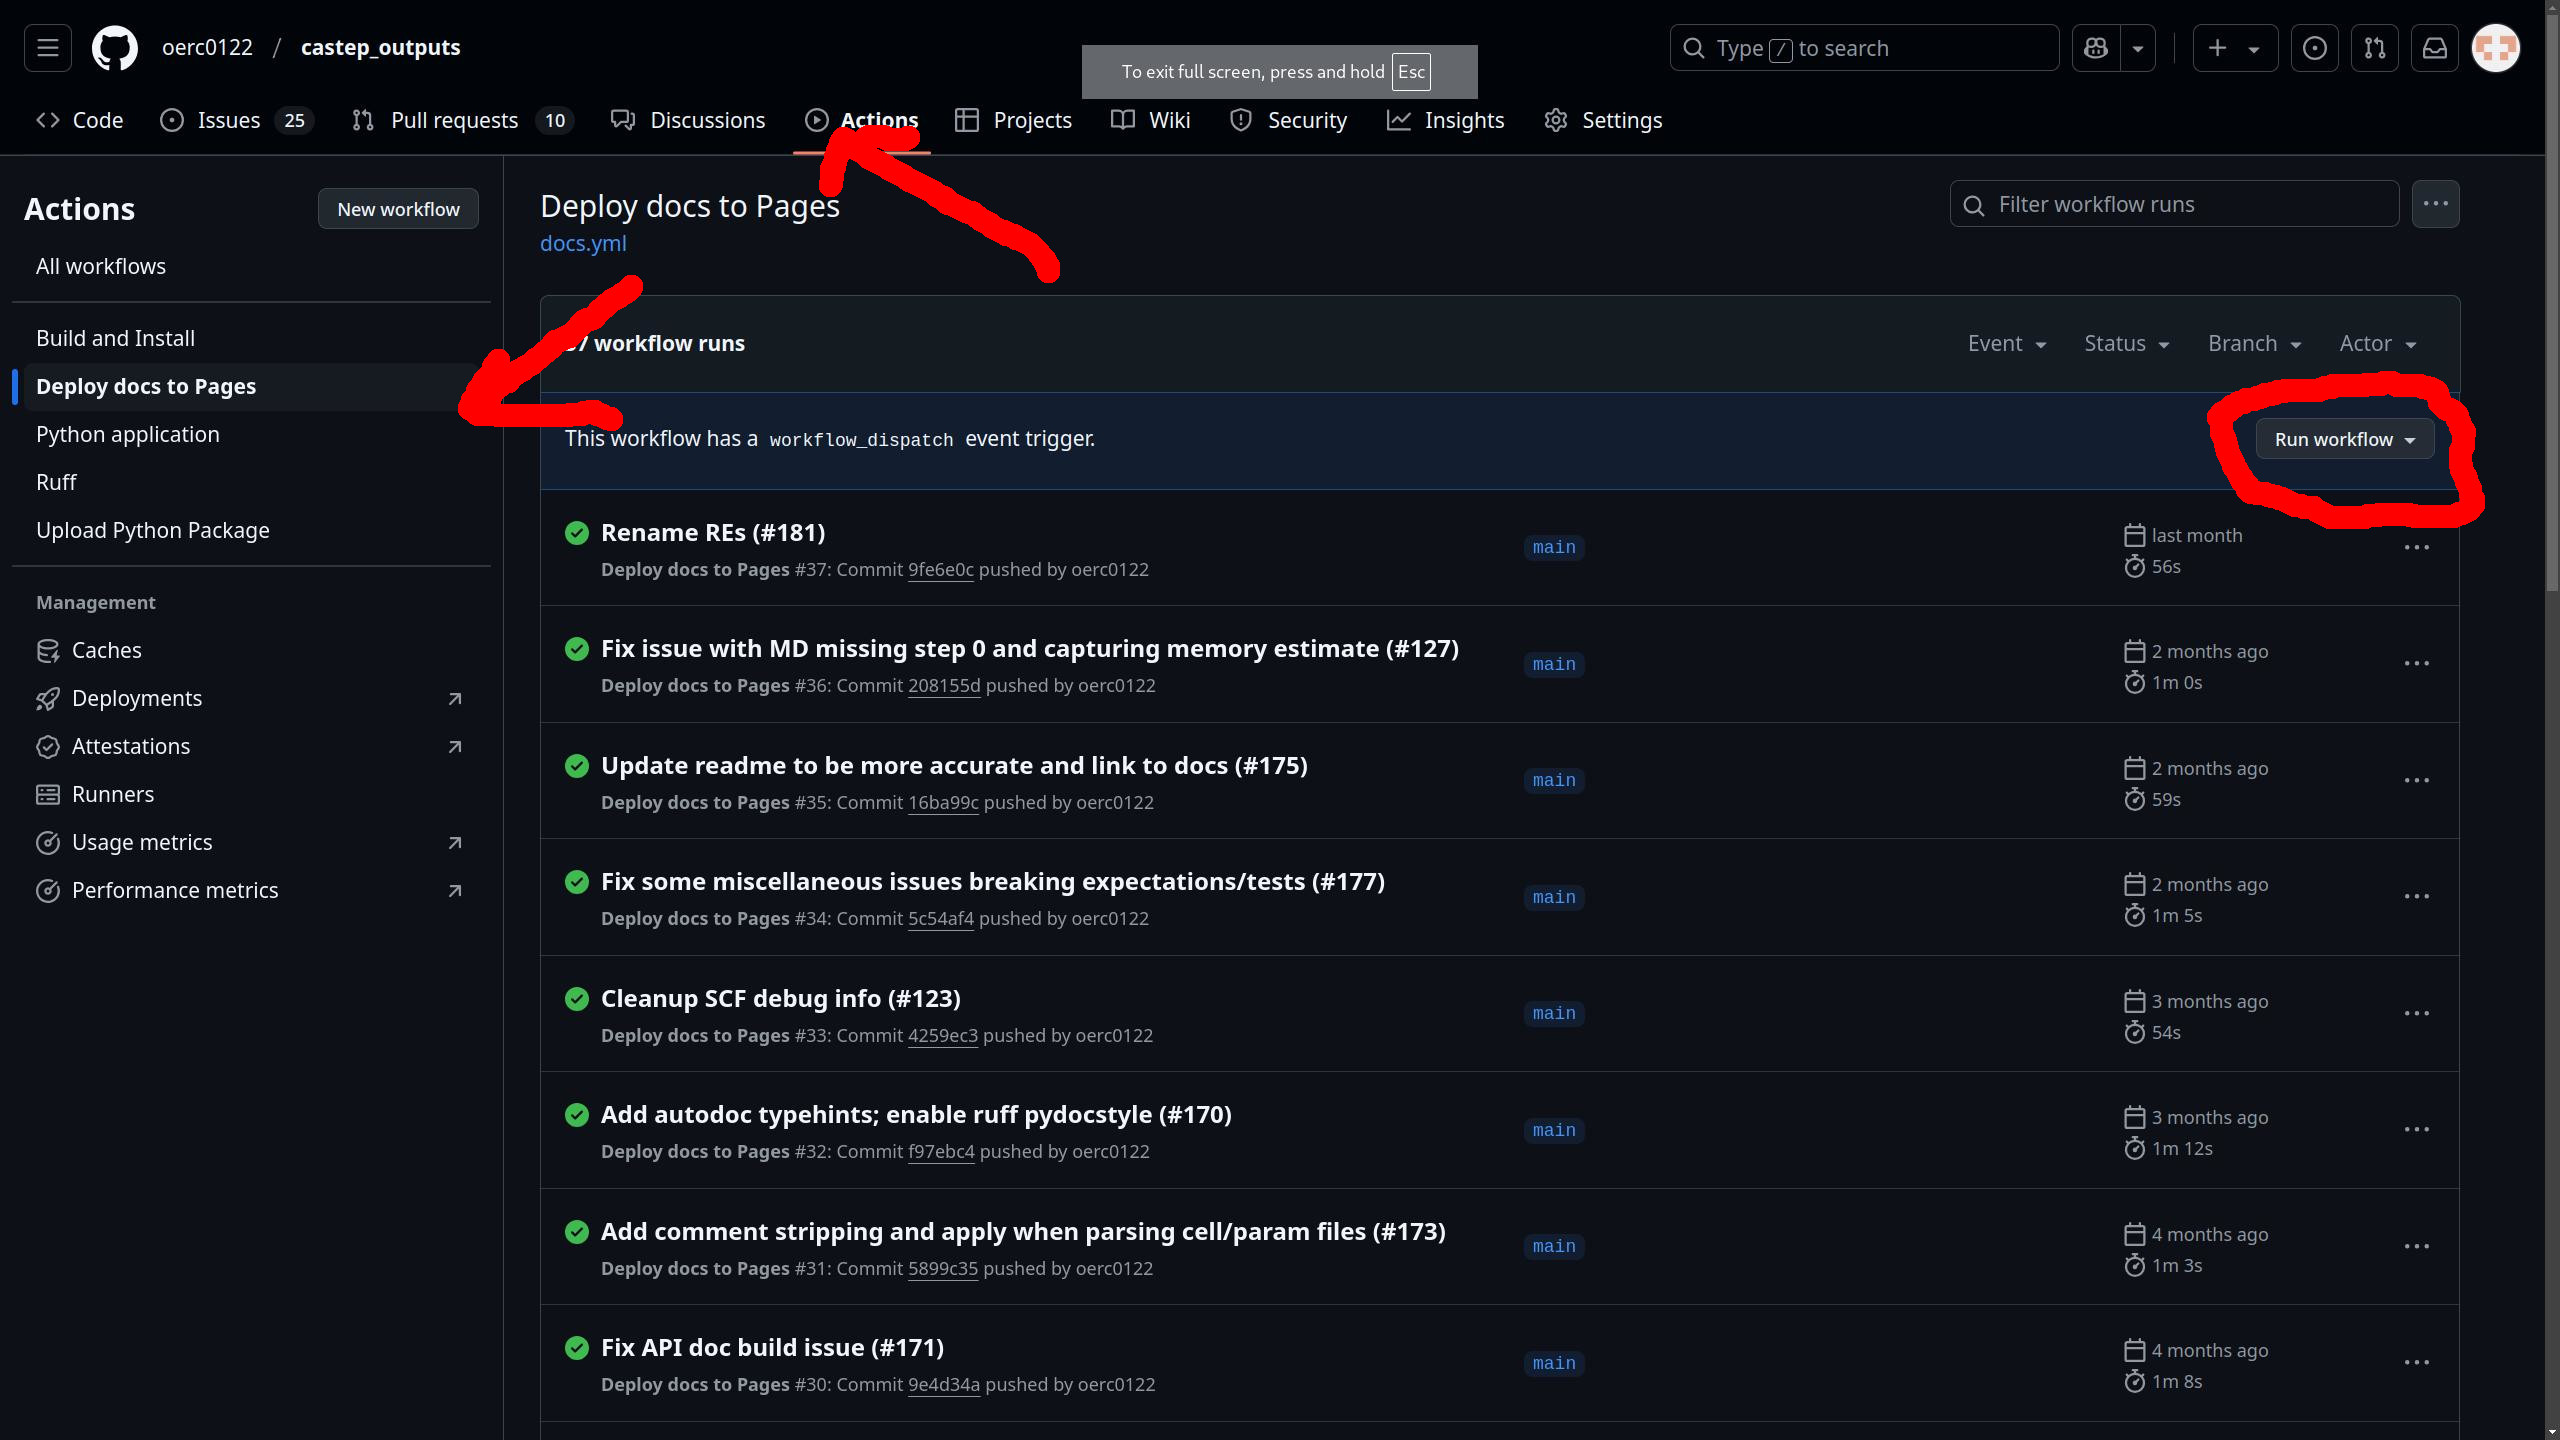 oerc0122 / castep_outputs
To exit full screen, press and hold Esc
Type / to search
Code
Issues 25
Pull requests 10
Discussions
Actions
Projects
Wiki
Security
Insights
Settings
Actions
New workflow
All workflows
Build and Install
Deploy docs to Pages
Python application
Ruff
Upload Python Package
Management
Caches
Deployments
Attestations
Runners
Usage metrics
Performance metrics
Deploy docs to Pages
docs.yml
Filter workflow runs
workflow runs
Event
Status
Branch
Actor
This workflow has a workflow_dispatch event trigger.
Run workflow
Rename REs (#181)
Deploy docs to Pages #37: Commit 9fe6e0c pushed by oerc0122
main
last month
56s
Fix issue with MD missing step 0 and capturing memory estimate (#127)
Deploy docs to Pages #36: Commit 208155d pushed by oerc0122
main
2 months ago
1m 0s
Update readme to be more accurate and link to docs (#175)
Deploy docs to Pages #35: Commit 16ba99c pushed by oerc0122
main
2 months ago
59s
Fix some miscellaneous issues breaking expectations/tests (#177)
Deploy docs to Pages #34: Commit 5c54af4 pushed by oerc0122
main
2 months ago
1m 5s
Cleanup SCF debug info (#123)
Deploy docs to Pages #33: Commit 4259ec3 pushed by oerc0122
main
3 months ago
54s
Add autodoc typehints; enable ruff pydocstyle (#170)
Deploy docs to Pages #32: Commit f97ebc4 pushed by oerc0122
main
3 months ago
1m 12s
Add comment stripping and apply when parsing cell/param files (#173)
Deploy docs to Pages #31: Commit 5899c35 pushed by oerc0122
main
4 months ago
1m 3s
Fix API doc build issue (#171)
Deploy docs to Pages #30: Commit 9e4d34a pushed by oerc0122
main
4 months ago
1m 8s